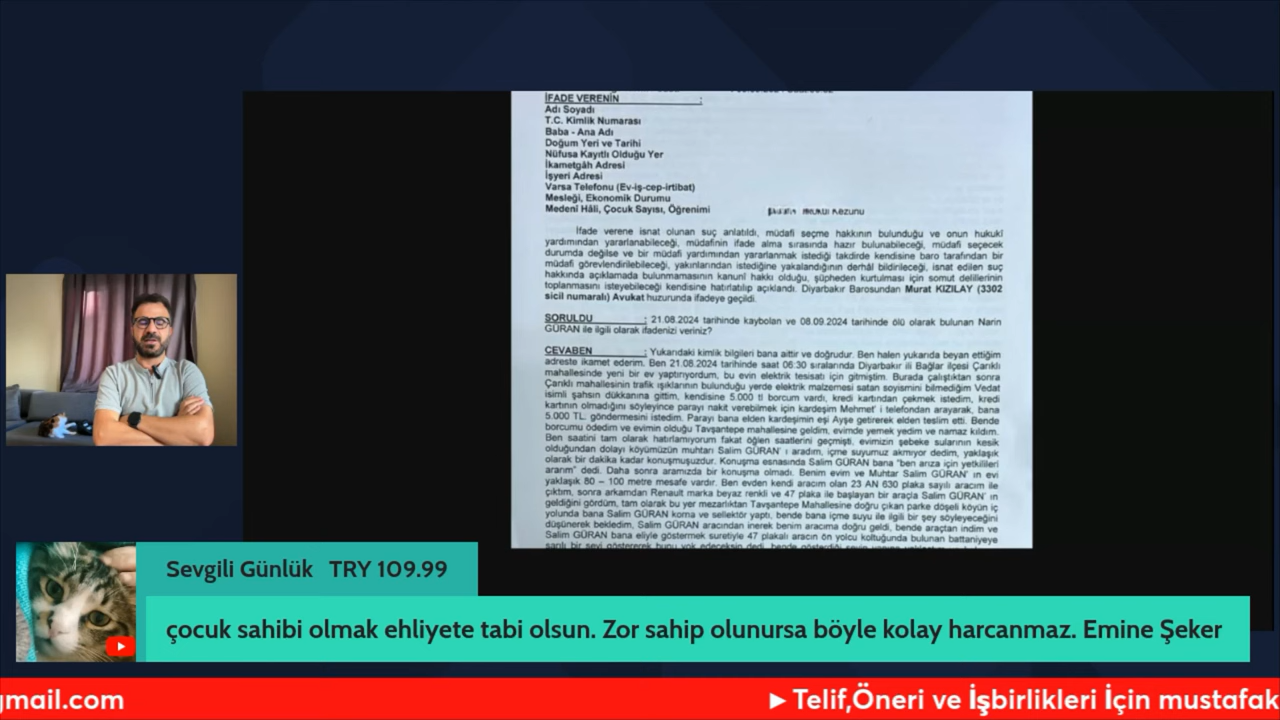 İFADE VERENİN :
Adı Soyadı
T.C. Kimlik Numarası
Baba - Ana Adı
Doğum Yeri ve Tarihi
Nüfusa Kayıtlı Olduğu Yer
İkametgâh Adresi
İşyeri Adresi
Varsa Telefonu (Ev-iş-cep-irtibat)
Mesleği, Ekonomik Durumu
Medenî Hâli, Çocuk Sayısı, Öğrenimi
İfade verene isnat olunan suç anlatıldı, müdafi seçme hakkının bulunduğu ve onun hukukî
yardımından yararlanabileceği, müdafinin ifade alma sırasında hazır bulunabileceği, müdafi seçecek
durumda değilse ve bir müdafi yardımından yararlanmak istediği takdirde kendisine baro tarafından bir
müdafi görevlendirilebileceği, yakınlarından istediğine yakalandığının derhâl bildirileceği, isnat edilen suç
hakkında açıklamada bulunmamasının kanunî hakkı olduğu, şüpheden kurtulması için somut delillerinin
toplanmasını isteyebileceği kendisine hatırlatılıp açıklandı. Diyarbakır Barosundan Murat KIZILAY (3302
sicil numaralı) Avukat huzurunda ifadeye geçildi.
SORULDU : 21.08.2024 tarihinde kaybolan ve 08.09.2024 tarihinde ölü olarak bulunan Narin
GÜRAN ile ilgili olarak ifadenizi veriniz?
CEVABEN : Yukarıdaki kimlik bilgileri bana aittir ve doğrudur. Ben halen yukarıda beyan ettiğim
adreste ikamet ederim. Ben 21.08.2024 tarihinde saat 06:30 sıralarında Diyarbakır ili Bağlar ilçesi Çarıklı
mahallesinde yeni bir ev yaptırıyordum, bu evin elektrik tesisatı için gitmiştim. Burada çalıştıktan sonra
Çarıklı mahallesinin trafik ışıklarının bulunduğu yerde elektrik malzemesi satan soyismini bilmediğim Vedat
isimli şahsın dükkanına gittim, kendisine 5.000 tl borcum vardı, kredi kartından çekmek istedim, kredi
kartının olmadığını söyleyince parayı nakit verebilmek için kardeşim Mehmet' i telefondan arayarak, bana
5.000 TL. göndermesini istedim. Parayı bana elden kardeşimin eşi Ayşe getirerek elden teslim etti. Bende
borcumu ödedim ve evimin olduğu Tavşantepe mahallesine geldim, evimde yemek yedim ve namaz kıldım.
Ben saatini tam olarak hatırlamıyorum fakat öğlen saatlerini geçmişti, evimizin şebeke sularının kesik
olduğundan dolayı köyümüzün muhtarı Salim GÜRAN' ı aradım, içme suyumuz akmıyor dedim, yaklaşık
olarak bir dakika kadar konuşmuşuzdur. Konuşma esnasında Salim GÜRAN bana "ben arıza için yetkilileri
ararım" dedi. Daha sonra aramızda bir konuşma olmadı. Benim evim ve Muhtar Salim GÜRAN' ın evi
yaklaşık 80 – 100 metre mesafe vardır. Ben evden kendi aracım olan 23 AN 630 plaka sayılı aracım ile
çıktım, sonra arkamdan Renault marka beyaz renkli ve 47 plaka ile başlayan bir araçla Salim GÜRAN' ın
geldiğini gördüm, tam olarak bu yer mezarlıktan Tavşantepe Mahallesine doğru çıkan parke döşeli köyün iç
yolunda bana Salim GÜRAN korna ve sellektör yaptı, bende bana içme suyu ile ilgili bir şey söyleyeceğini
düşünerek bekledim, Salim GÜRAN aracından inerek benim aracıma doğru geldi, bende araçtan indim ve
Salim GÜRAN bana eliyle göstermek suretiyle 47 plakalı aracın ön yolcu koltuğunda bulunan battaniyeye
Sevgili Günlük TRY 109.99
çocuk sahibi olmak ehliyete tabi olsun. Zor sahip olunursa böyle kolay harcanmaz. Emine Şeker
gmail.com
►Telif,Öneri ve İşbirlikleri İçin mustafak